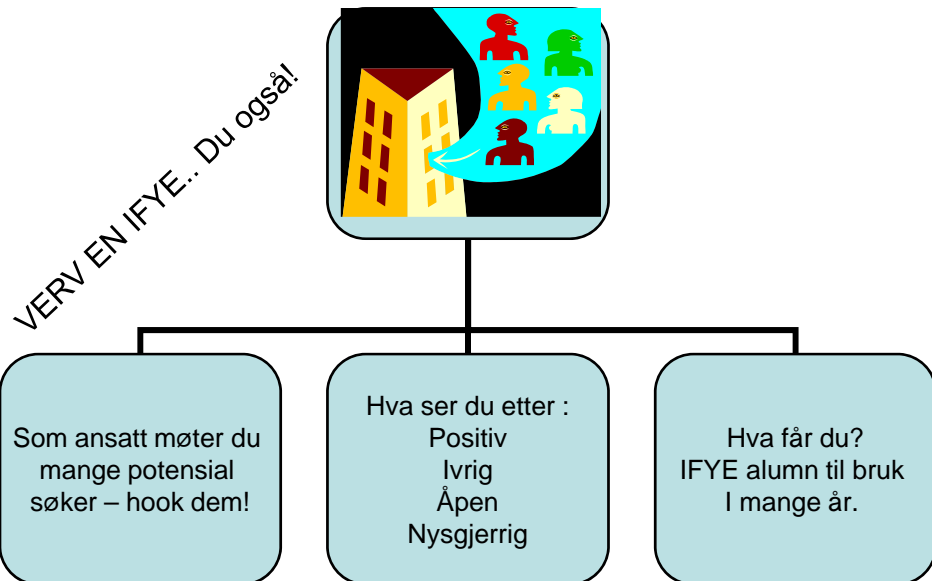 VERV EN IFYE.. Du også!
Som ansatt møter du
mange potensial
søker – hook dem!
Hva ser du etter :
Positiv
Ivrig
Åpen
Nysgjerrig
Hva får du?
IFYE alumn til bruk
I mange år.